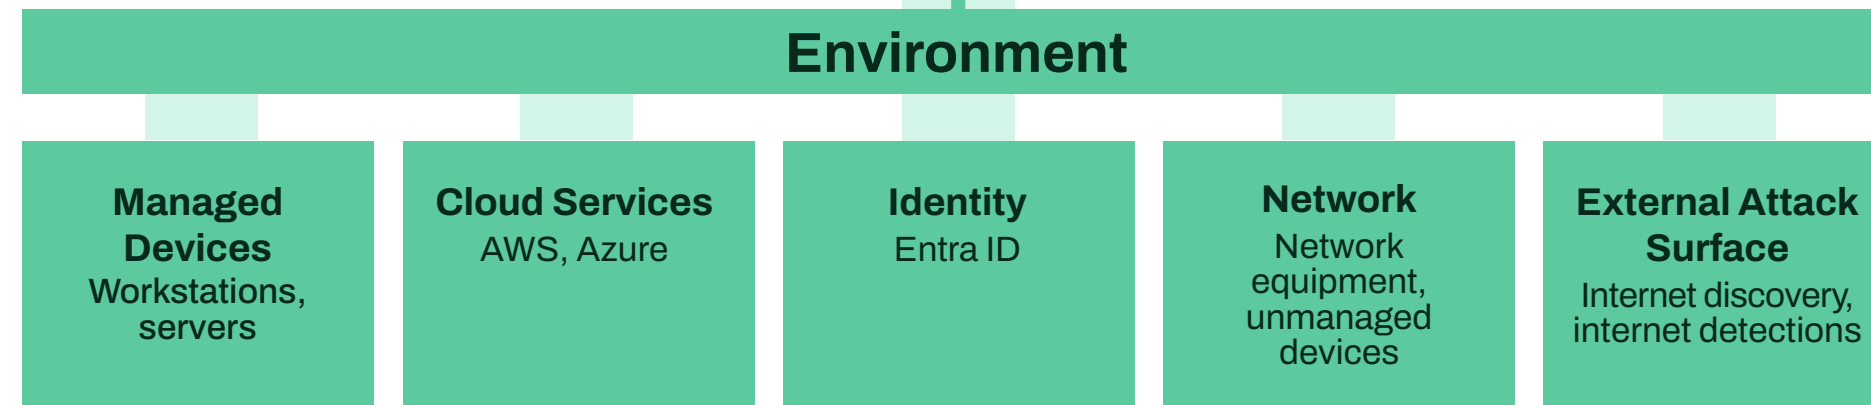 Environment
Managed
Devices
Workstations,
servers
Cloud Services
AWS, Azure
Identity
Entra ID
Network
Network
equipment,
unmanaged
devices
External Attack
Surface
Internet discovery,
internet detections